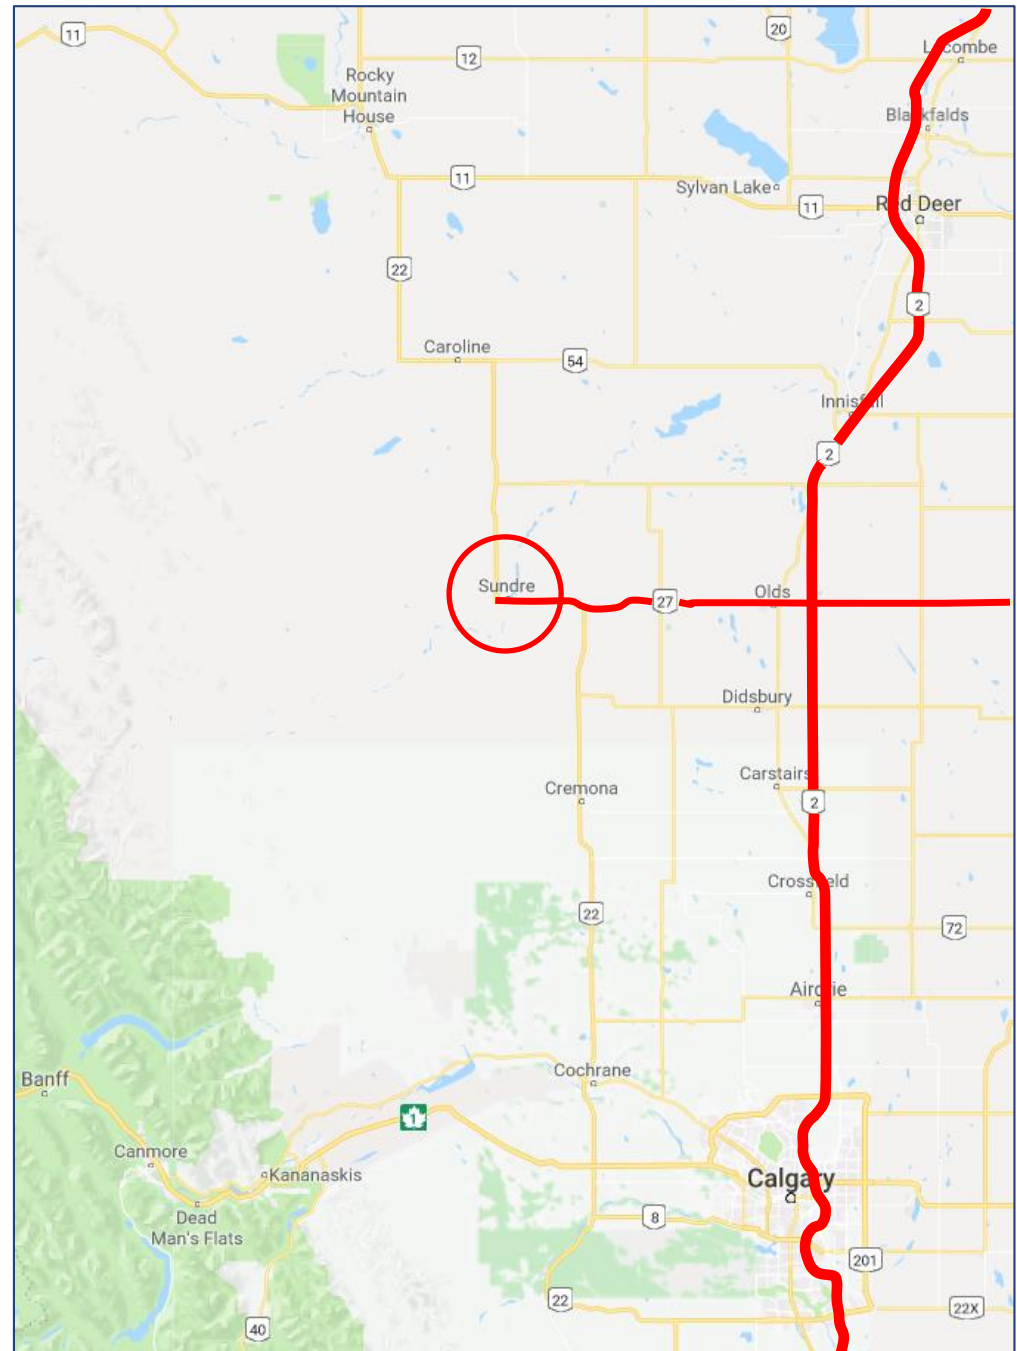 11
20
Lacombe
12
Rocky
Mountain
House
Blackfalds
11
Sylvan Lake
11
Red Deer
22
2
Caroline
54
Innisfail
2
Sundre
27
Olds
Didsbury
Carstairs
Cremona
2
Crossfield
22
72
Airdrie
Cochrane
Banff
1
Canmore
Kananaskis
Calgary
Dead
Man's Flats
8
201
22
22X
40